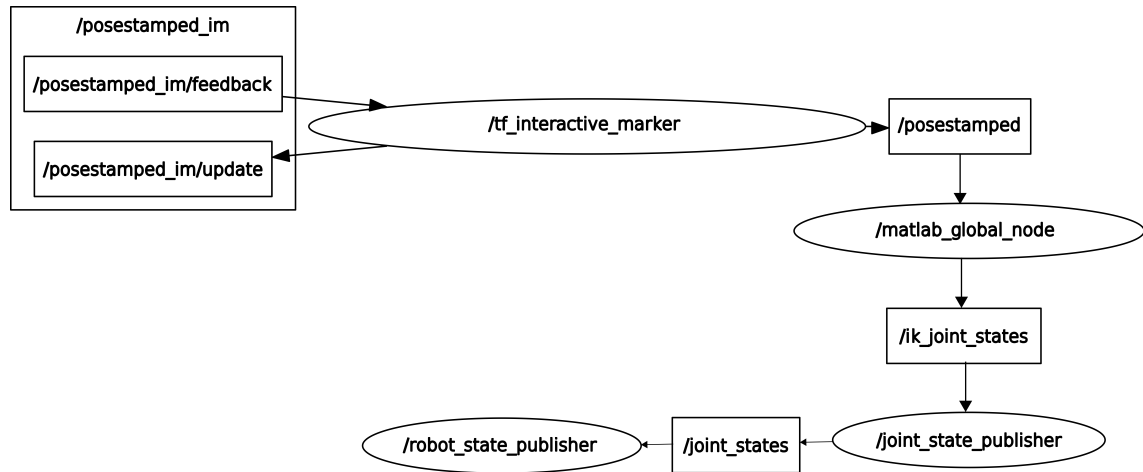 /posestamped_im
/posestamped_im/feedback
/posestamped_im/update
/tf_interactive_marker
/posestamped
/matlab_global_node
/ik_joint_states
/joint_state_publisher
/joint_states
/robot_state_publisher